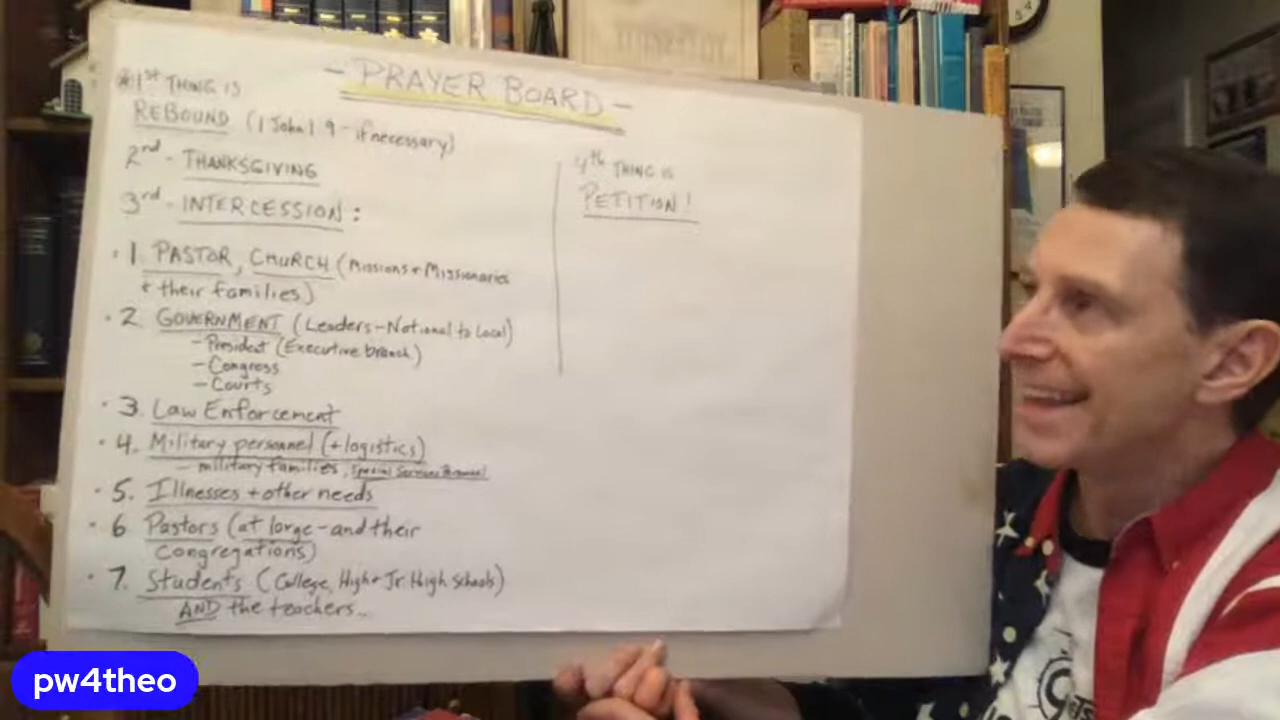 - PRAYER BOARD -
*1st THING IS
REBOUND (1 John 1 9 - if necessary)
2nd - THANKSGIVING
3rd - INTERCESSION:
• 1. PASTOR, CHURCH (Missions + Missionaries
+ their families)
• 2. GOVERNMENT (Leaders - National to Local)
- President (Executive branch)
- Congress
- Courts
• 3. Law Enforcement
• 4. Military personnel (+ logistics)
- military families, Special Services Personnel
• 5. Illnesses + other needs
• 6 Pastors (at large - and their
congregations)
• 7. Students (College, High + Jr. High schools)
AND the teachers...
4th THING IS
PETITION!
pw4theo
5 4